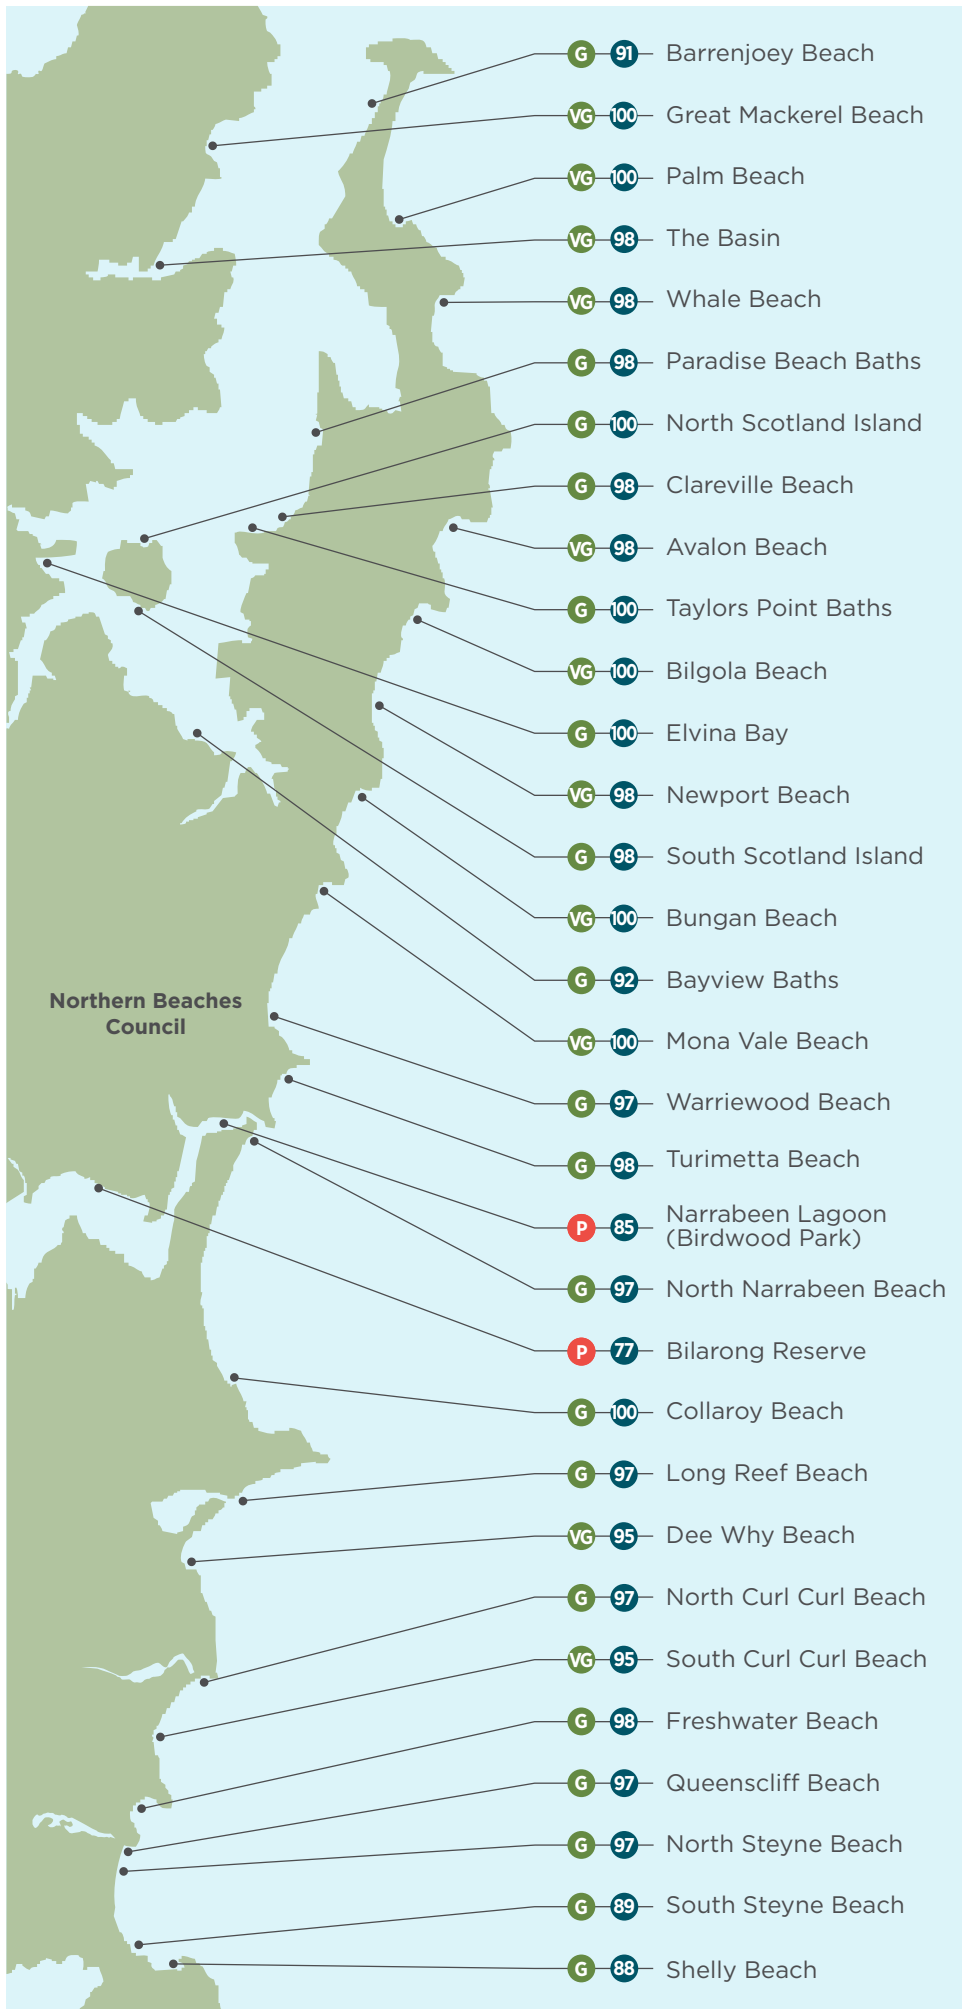 G 91 Barrenjoey Beach
VG 100 Great Mackerel Beach
VG 100 Palm Beach
VG 98 The Basin
VG 98 Whale Beach
G 98 Paradise Beach Baths
G 100 North Scotland Island
G 98 Clareville Beach
VG 98 Avalon Beach
G 100 Taylors Point Baths
VG 100 Bilgola Beach
G 100 Elvina Bay
VG 98 Newport Beach
G 98 South Scotland Island
VG 100 Bungan Beach
G 92 Bayview Baths
Northern Beaches
Council
VG 100 Mona Vale Beach
G 97 Warriewood Beach
G 98 Turimetta Beach
P 85 Narrabeen Lagoon
(Birdwood Park)
G 97 North Narrabeen Beach
P 77 Bilarong Reserve
G 100 Collaroy Beach
G 97 Long Reef Beach
VG 95 Dee Why Beach
G 97 North Curl Curl Beach
VG 95 South Curl Curl Beach
G 98 Freshwater Beach
G 97 Queenscliff Beach
G 97 North Steyne Beach
G 89 South Steyne Beach
G 88 Shelly Beach